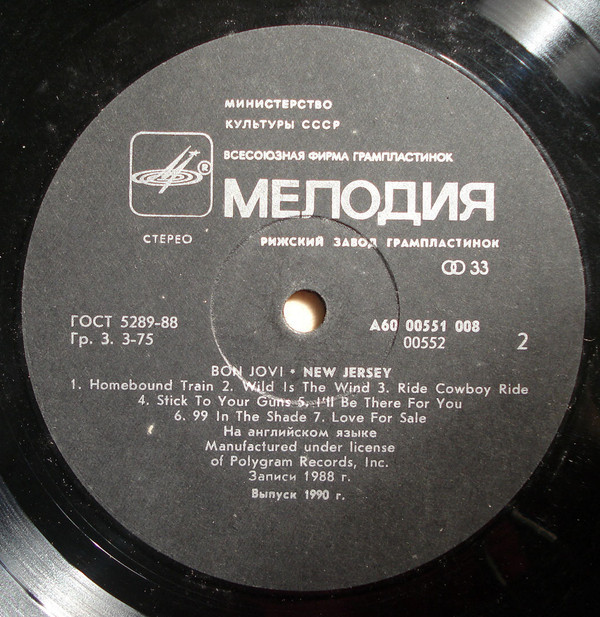 МИНИСТЕРСТВО
КУЛЬТУРЫ СССР
ВСЕСОЮЗНАЯ ФИРМА ГРАМПЛАСТИНОК
®
МЕЛОДИЯ
СТЕРЕО
РИЖСКИЙ ЗАВОД ГРАМПЛАСТИНОК
33
ГОСТ 5289-88
Гр. 3. 3-75
А60 00551 008
00552
2
BON JOVI • NEW JERSEY
1. Homebound Train 2. Wild Is The Wind 3. Ride Cowboy Ride
4. Stick To Your Guns 5. I'll Be There For You
6. 99 In The Shade 7. Love For Sale
На английском языке
Manufactured under license
of Polygram Records, Inc.
Записи 1988 г.
Выпуск 1990 г.